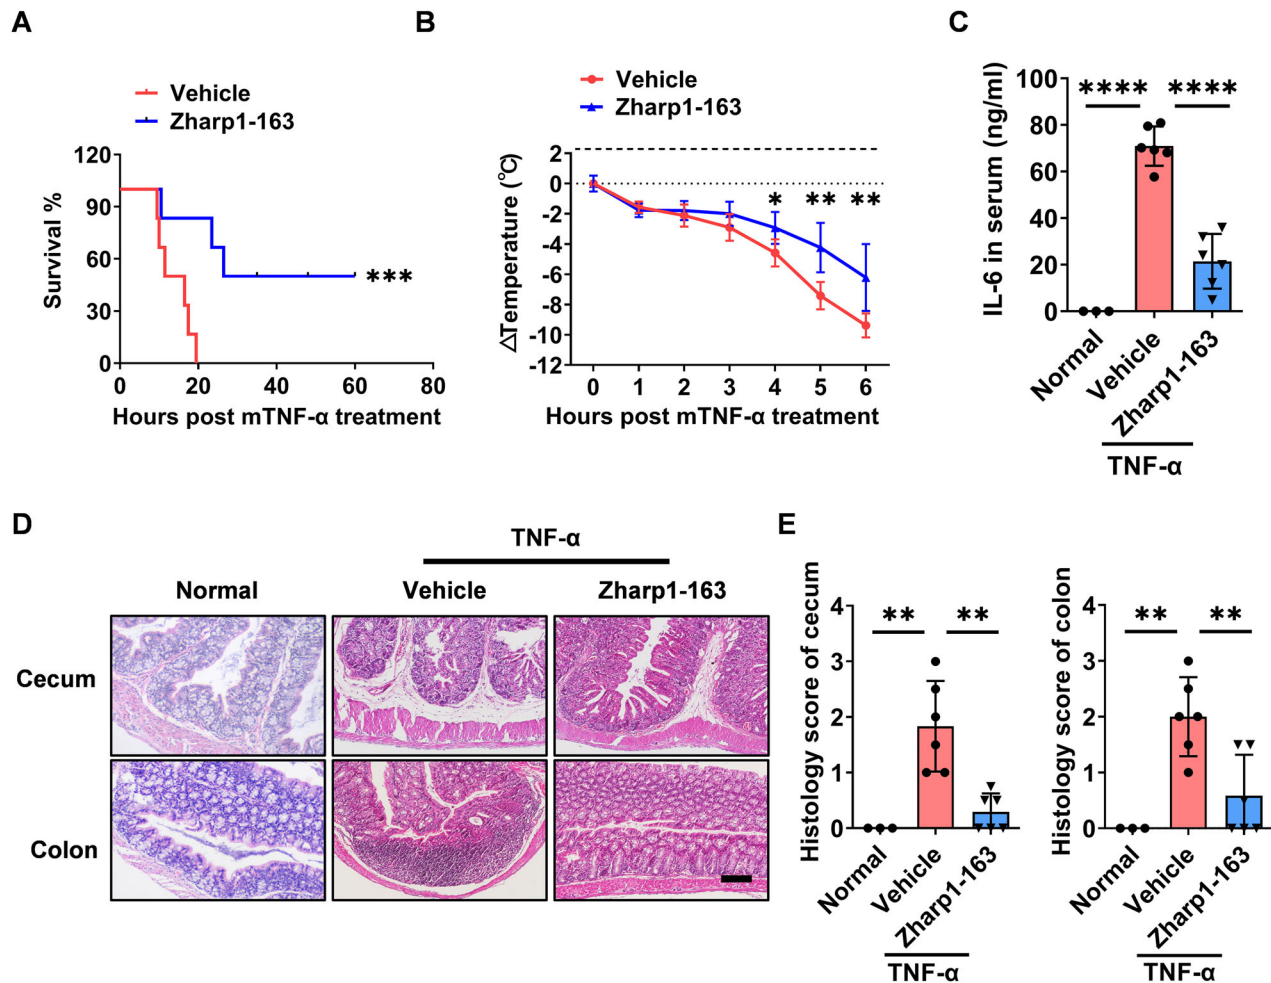 A
Vehicle
Zharp1-163
120
90
60
30
0
Survival %
***
0 20 40 60 80
Hours post mTNF-α treatment
B
Vehicle
Zharp1-163
2
0
-2
-4
-6
-8
-10
-12
△Temperature (℃)
* ** **
0 1 2 3 4 5 6
Hours post mTNF-α treatment
C
IL-6 in serum (ng/ml)
100
80
60
40
20
0
**** ****
Normal
Vehicle
Zharp1-163
TNF-α
D
TNF-α
Normal Vehicle Zharp1-163
Cecum
Colon
E
Histology score of cecum
4
3
2
1
0
** **
Normal
Vehicle
Zharp1-163
TNF-α
Histology score of colon
4
3
2
1
0
** **
Normal
Vehicle
Zharp1-163
TNF-α